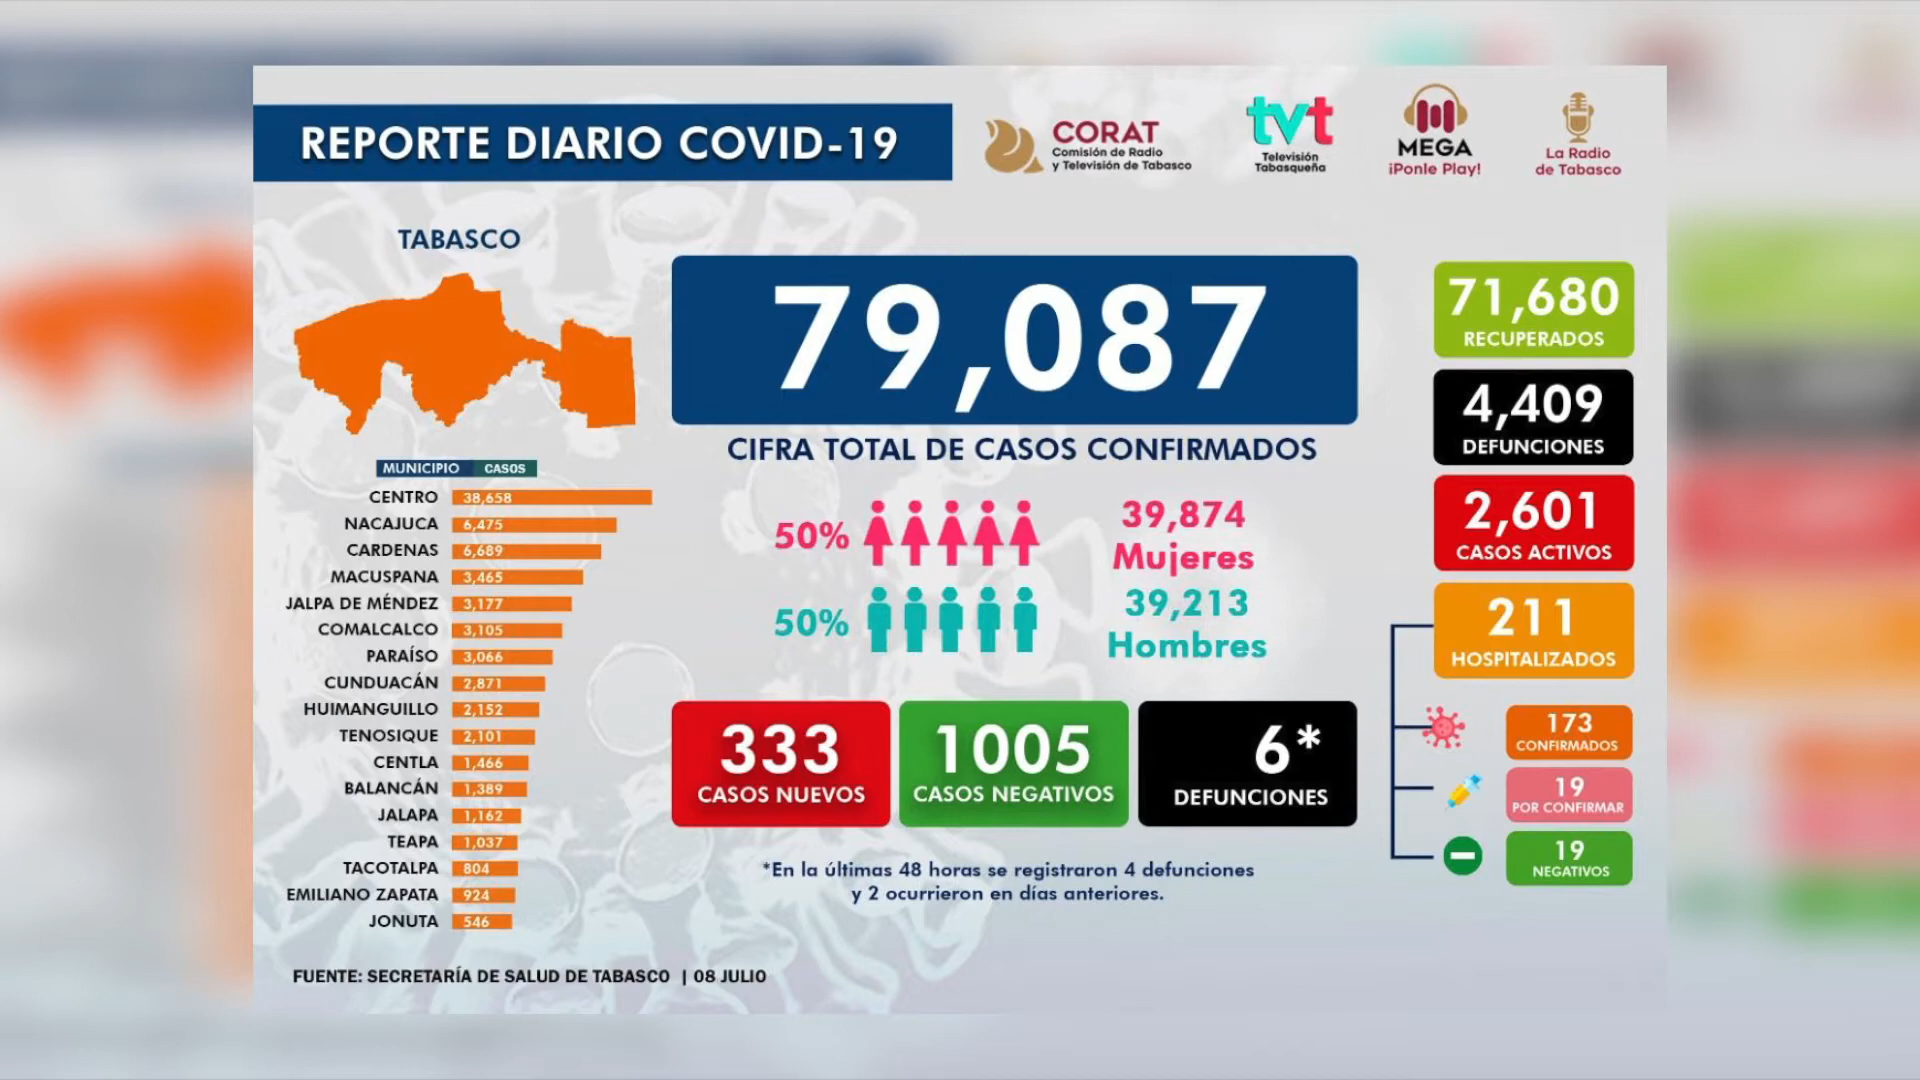 REPORTE DIARIO COVID-19
CORAT
Comisión de Radio
y Televisión de Tabasco
tvt
Televisión
Tabasqueña
MEGA
¡Ponle Play!
La Radio
de Tabasco
TABASCO
MUNICIPIO CASOS
CENTRO 38,658
NACAJUCA 6,475
CARDENAS 6,689
MACUSPANA 3,465
JALPA DE MÉNDEZ 3,177
COMALCALCO 3,105
PARAÍSO 3,066
CUNDUACÁN 2,871
HUIMANGUILLO 2,152
TENOSIQUE 2,101
CENTLA 1,466
BALANCÁN 1,389
JALAPA 1,162
TEAPA 1,037
TACOTALPA 804
EMILIANO ZAPATA 924
JONUTA 546
79,087
CIFRA TOTAL DE CASOS CONFIRMADOS
50% 39,874
Mujeres
50% 39,213
Hombres
333
CASOS NUEVOS
1005
CASOS NEGATIVOS
6*
DEFUNCIONES
*En la últimas 48 horas se registraron 4 defunciones
y 2 ocurrieron en días anteriores.
71,680
RECUPERADOS
4,409
DEFUNCIONES
2,601
CASOS ACTIVOS
211
HOSPITALIZADOS
173
CONFIRMADOS
19
POR CONFIRMAR
19
NEGATIVOS
FUENTE: SECRETARÍA DE SALUD DE TABASCO | 08 JULIO